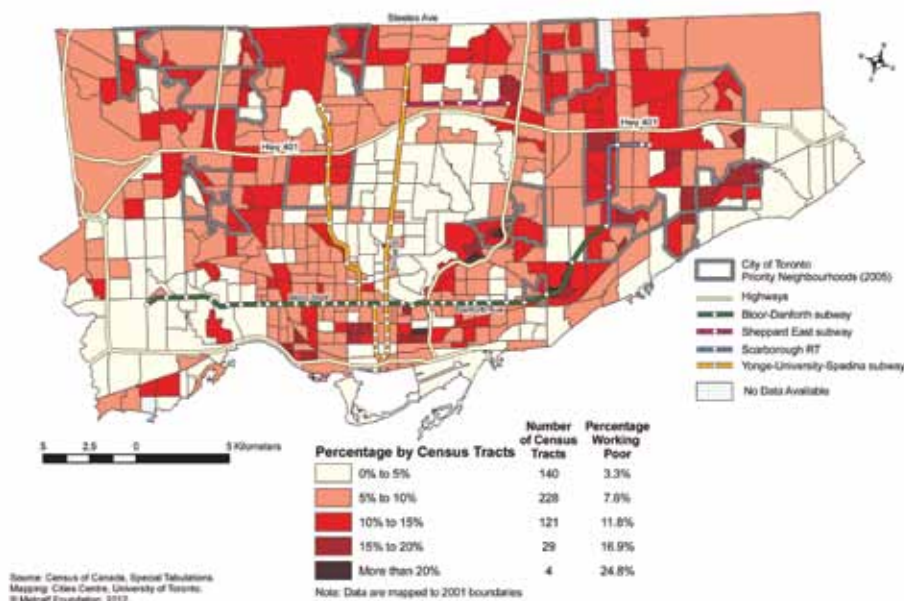 Steeles Ave
Hwy 401
Hwy 401
City of Toronto
Priority Neighbourhoods (2005)
Highways
Bloor-Danforth subway
Sheppard East subway
Scarborough RT
Yonge-University-Spadina subway
No Data Available
.5 2.5 0 5 Kilometers
Percentage by Census Tracts Number of Census Tracts Percentage Working Poor
0% to 5% 140 3.3%
5% to 10% 228 7.6%
10% to 15% 121 11.8%
15% to 20% 29 16.9%
More than 20% 4 24.8%
Note: Data are mapped to 2001 boundaries
Source: Census of Canada, Special Tabulations.
Mapping: Cities Centre, University of Toronto.
© Metcalf Foundation, 2012